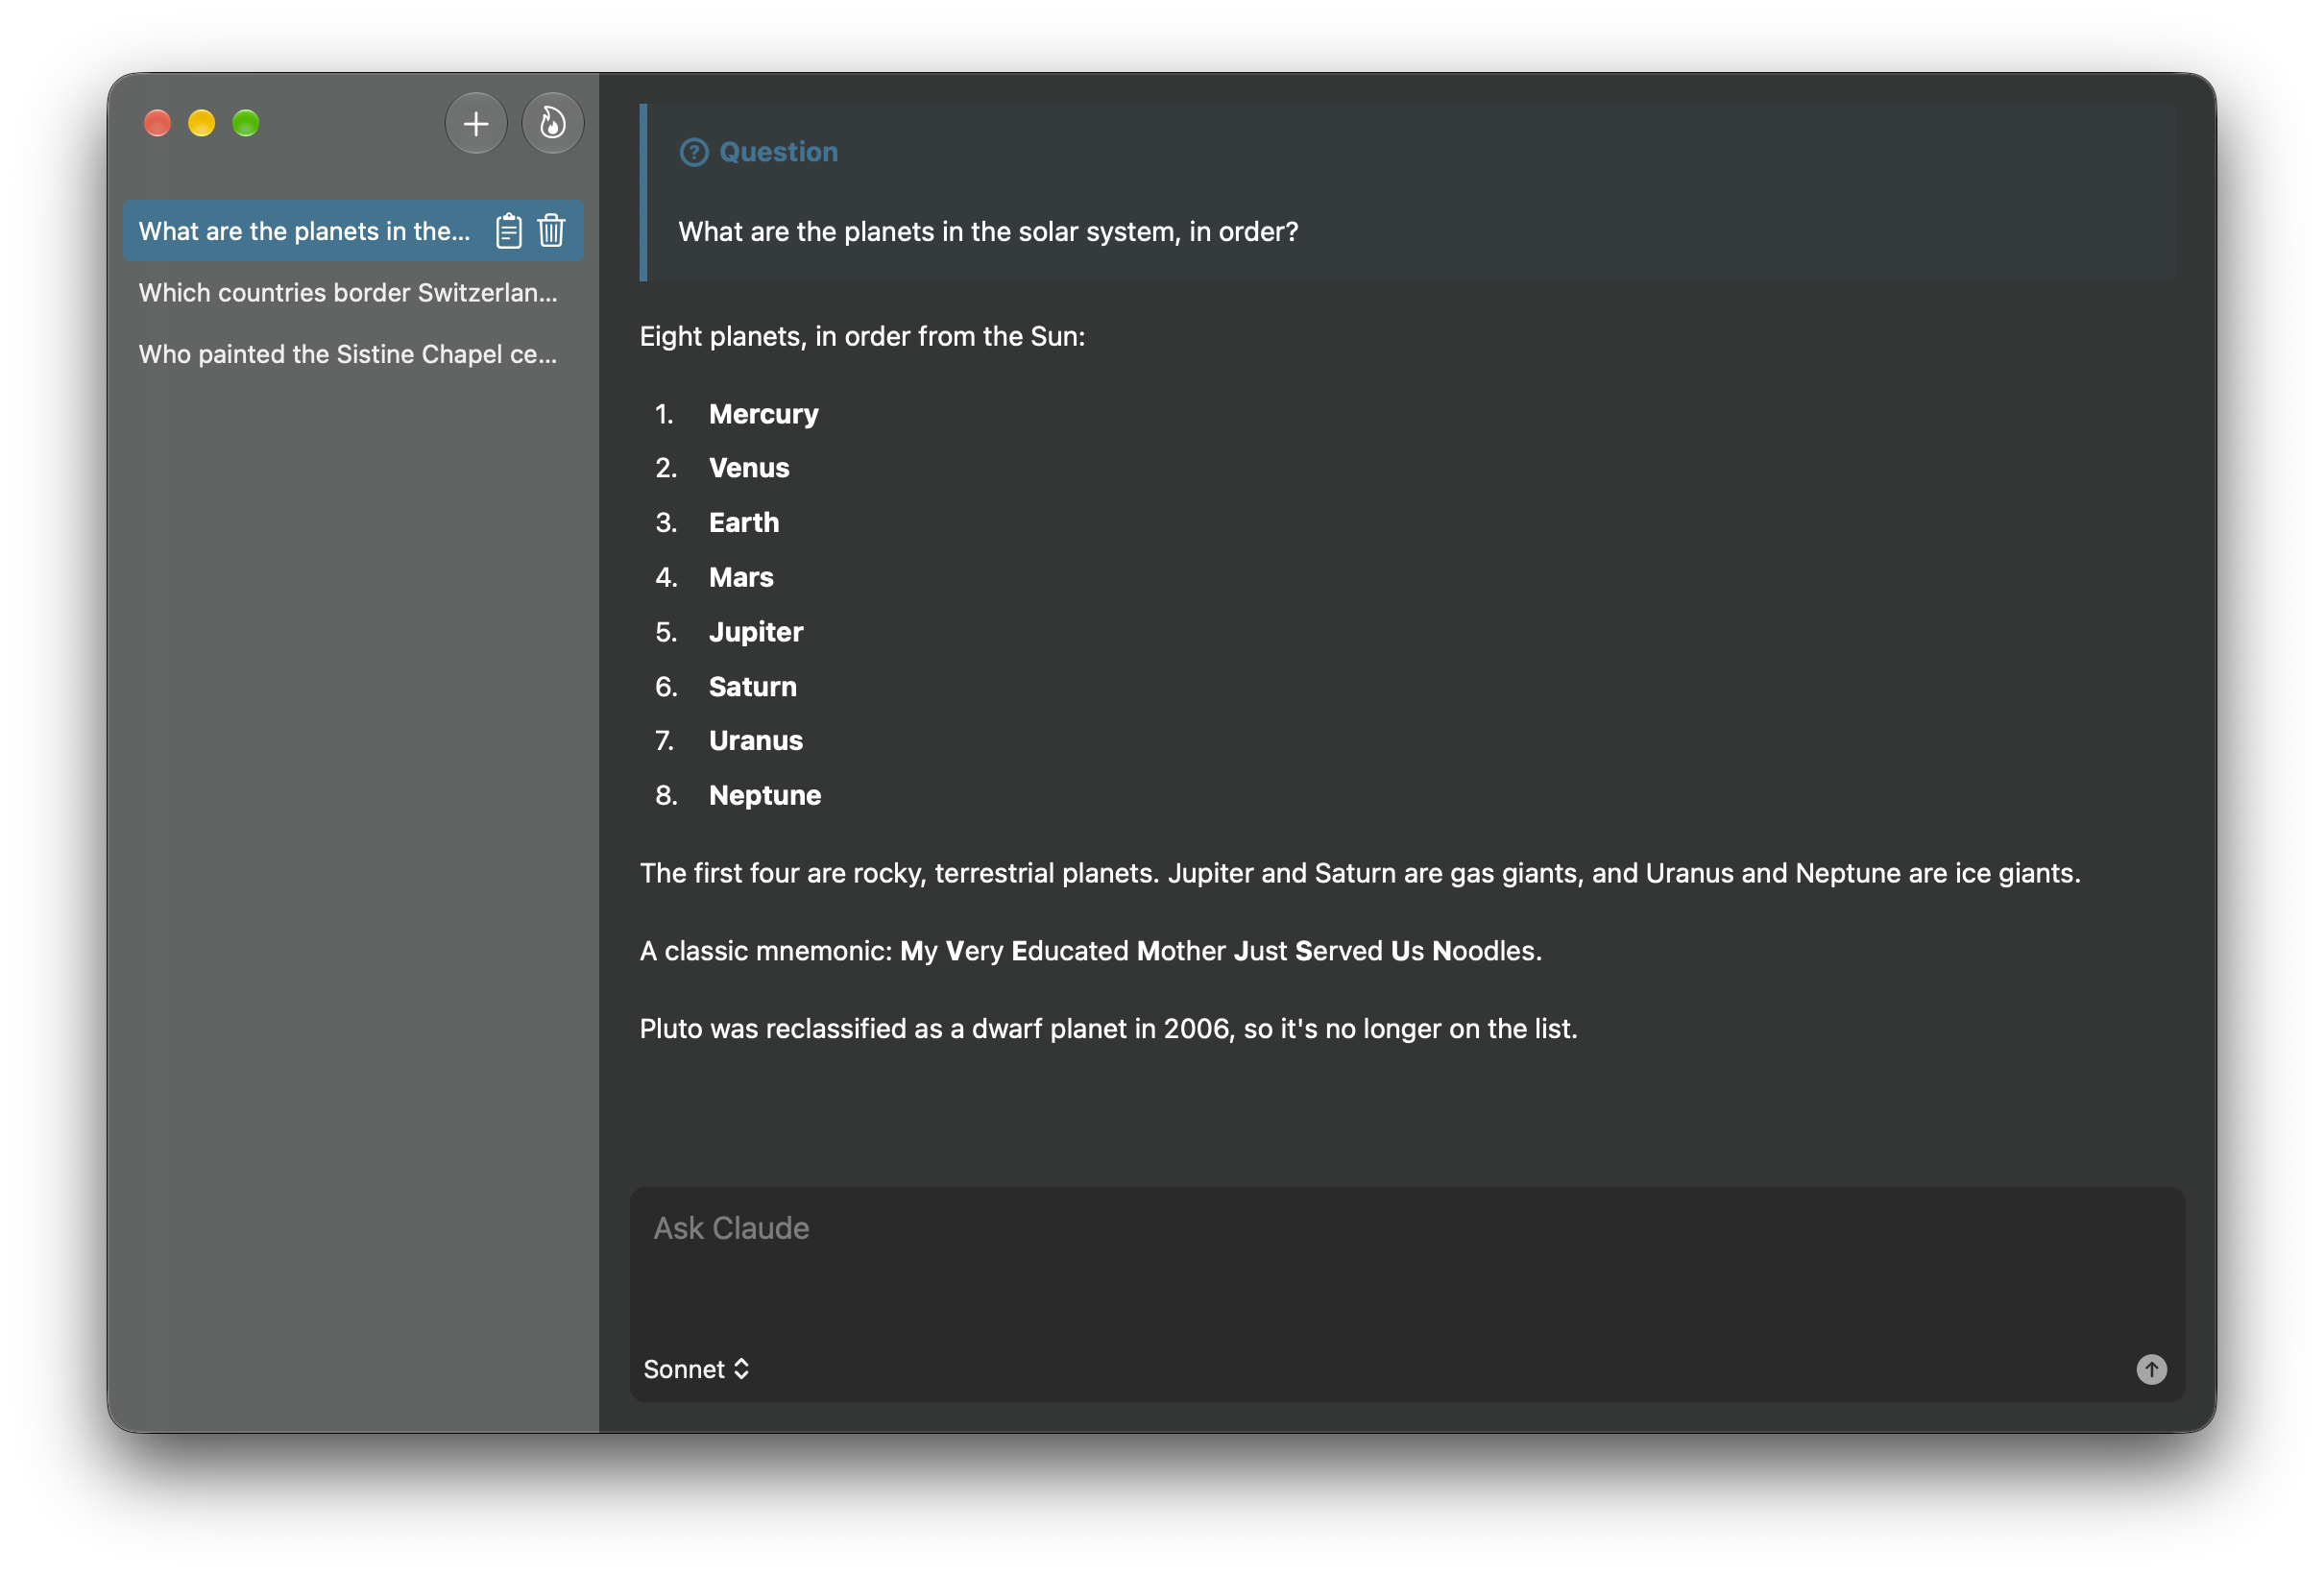 What are the planets in the...
Which countries border Switzerlan...
Who painted the Sistine Chapel ce...
Question
What are the planets in the solar system, in order?
Eight planets, in order from the Sun:
1. Mercury
2. Venus
3. Earth
4. Mars
5. Jupiter
6. Saturn
7. Uranus
8. Neptune
The first four are rocky, terrestrial planets. Jupiter and Saturn are gas giants, and Uranus and Neptune are ice giants.
A classic mnemonic: My Very Educated Mother Just Served Us Noodles.
Pluto was reclassified as a dwarf planet in 2006, so it's no longer on the list.
Ask Claude
Sonnet